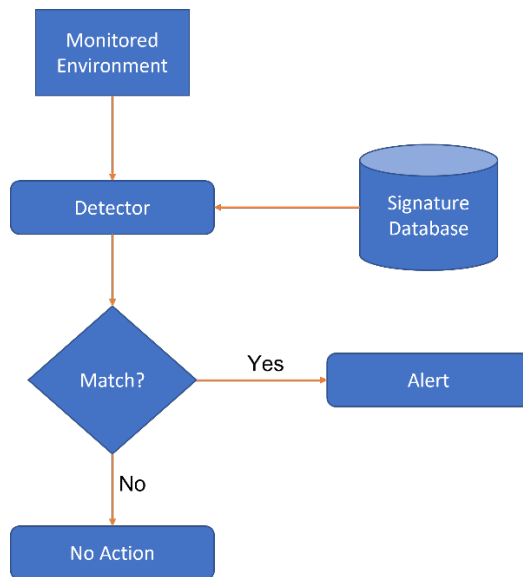 Monitored
Environment
Detector
Signature
Database
Match?
Yes
Alert
No
No Action